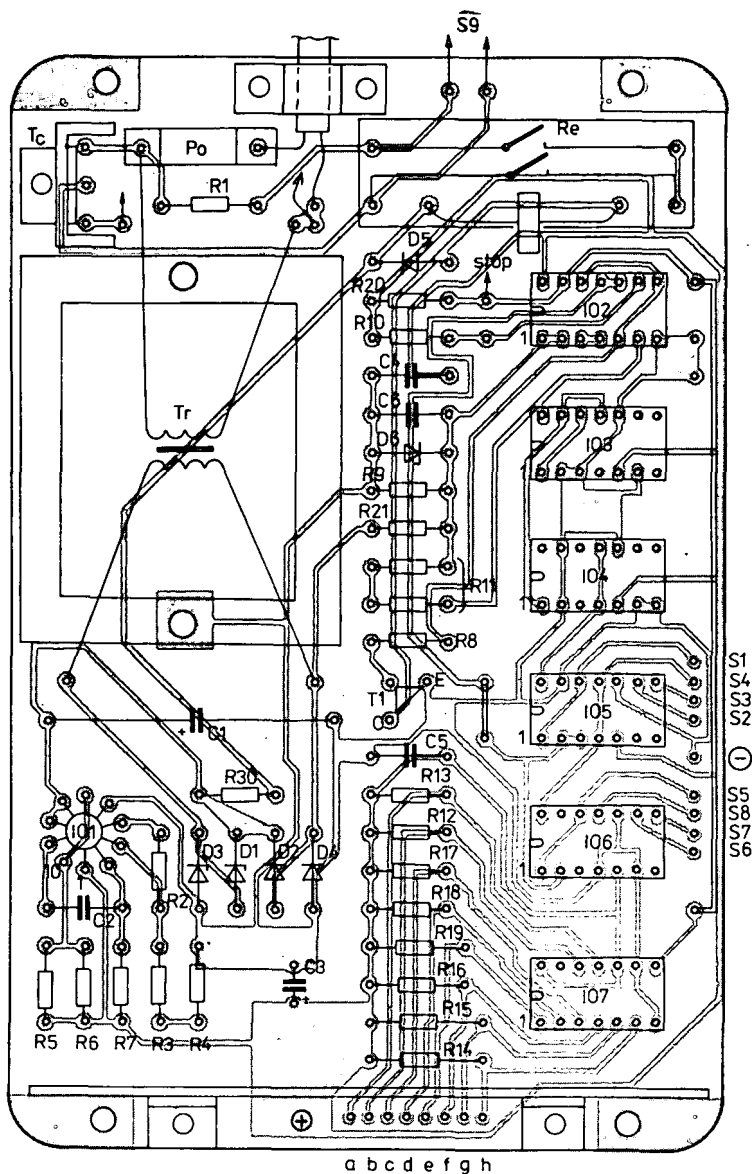 S9
Tc
Po
Re
R1
D5
stop
R20
IO2
R10
1
C4
Tr
C6
IO3
D6
1
R9
R21
IO4
R11
1
R8
S1
T1
E
S4
IO5
S3
C
S2
C1
+
1
C5
⊖
R30
R13
S5
IO1
R12
S8
IO6
S7
D3
D1
D2
D4
R17
1
S6
R2
R18
C2
R19
C3
R16
IO7
+
R15
1
R5
R6
R7
R3
R4
R14
+
a b c d e f g h